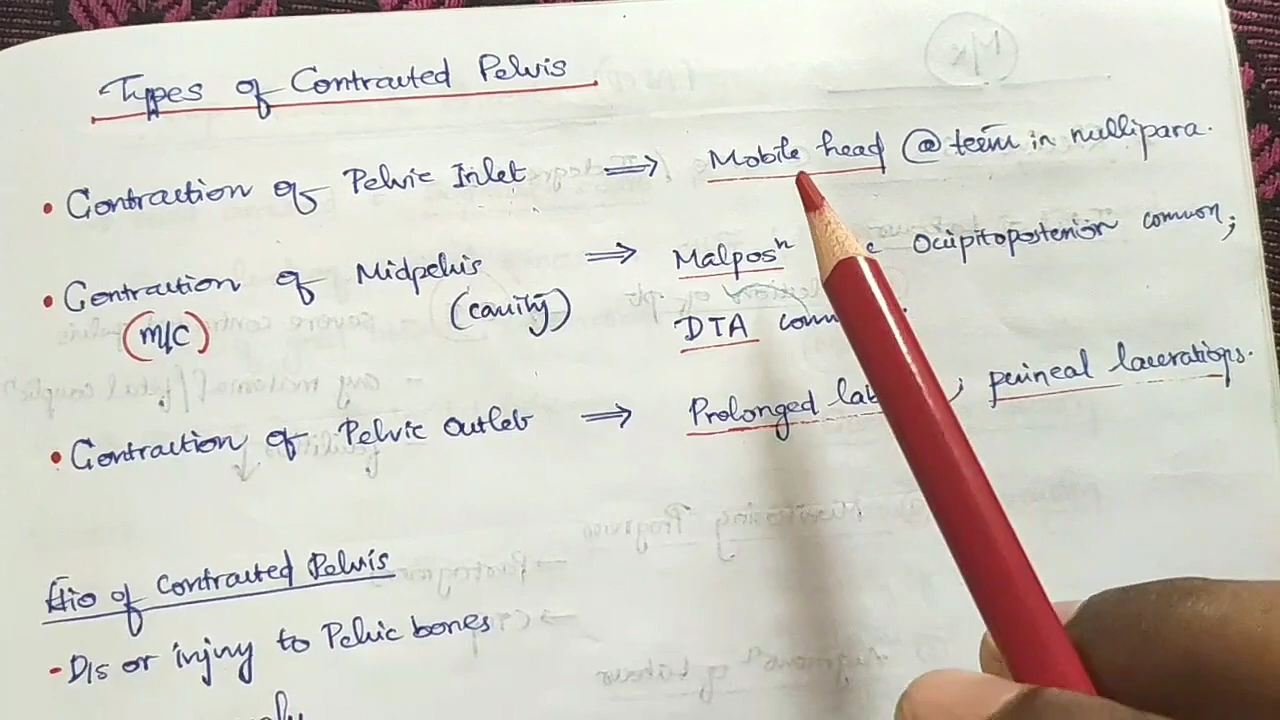 Types of Contracted Pelvis
• Contraction of Pelvic Inlet ⇒ Mobile head @ term in nullipara.
• Contraction of Midpelvis ⇒ Malposⁿ Occipitoposterior common;
(M/C) (cavity) DTA
• Contraction of Pelvic outlet ⇒ Prolonged ; perineal lacerations.
Etio of Contracted Pelvis
- D/s or injury to Pelvic bones